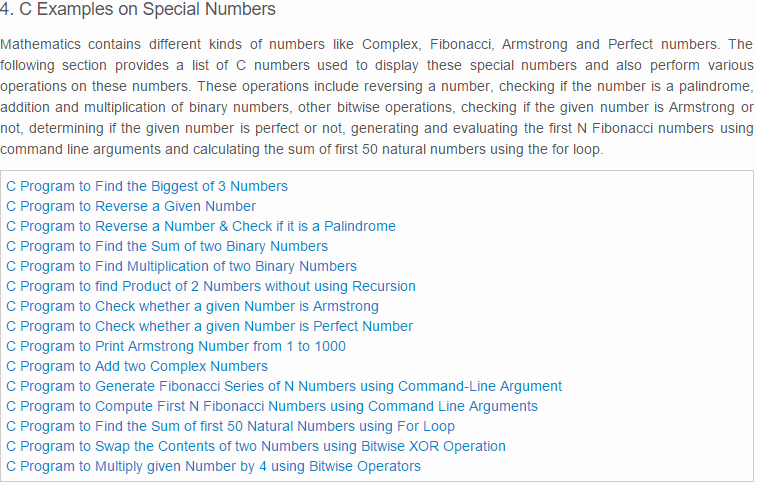 4. C Examples on Special Numbers
Mathematics contains different kinds of numbers like Complex, Fibonacci, Armstrong and Perfect numbers. The
following section provides a list of C numbers used to display these special numbers and also perform various
operations on these numbers. These operations include reversing a number, checking if the number is a palindrome,
addition and multiplication of binary numbers, other bitwise operations, checking if the given number is Armstrong or
not, determining if the given number is perfect or not, generating and evaluating the first N Fibonacci numbers using
command line arguments and calculating the sum of first 50 natural numbers using the for loop.
C Program to Find the Biggest of 3 Numbers
C Program to Reverse a Given Number
C Program to Reverse a Number & Check if it is a Palindrome
C Program to Find the Sum of two Binary Numbers
C Program to Find Multiplication of two Binary Numbers
C Program to find Product of 2 Numbers without using Recursion
C Program to Check whether a given Number is Armstrong
C Program to Check whether a given Number is Perfect Number
C Program to Print Armstrong Number from 1 to 1000
C Program to Add two Complex Numbers
C Program to Generate Fibonacci Series of N Numbers using Command-Line Argument
C Program to Compute First N Fibonacci Numbers using Command Line Arguments
C Program to Find the Sum of first 50 Natural Numbers using For Loop
C Program to Swap the Contents of two Numbers using Bitwise XOR Operation
C Program to Multiply given Number by 4 using Bitwise Operators